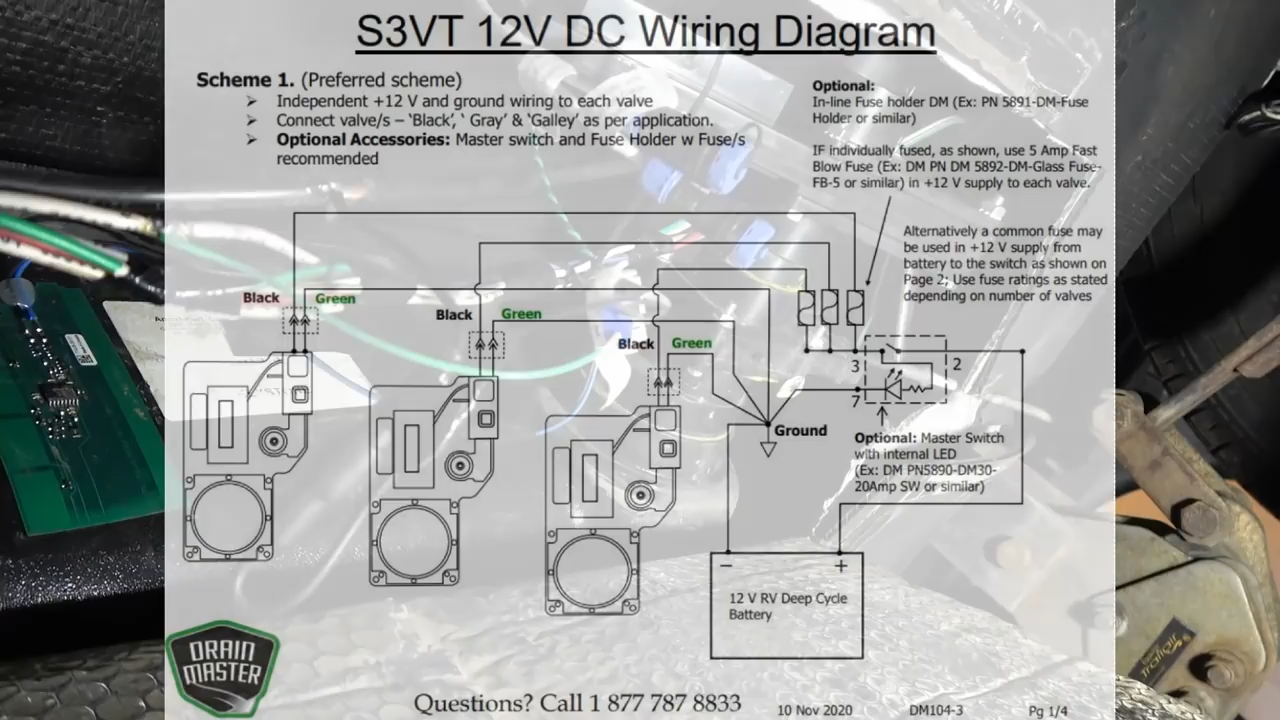 S3VT 12V DC Wiring Diagram
Scheme 1. (Preferred scheme)
➢ Independent +12 V and ground wiring to each valve
➢ Connect valve/s – ‘Black’, ‘ Gray’ & ‘Galley’ as per application.
➢ Optional Accessories: Master switch and Fuse Holder w Fuse/s
recommended
Optional:
In-line Fuse holder DM (Ex: PN 5891-DM-Fuse
Holder or similar)
IF individually fused, as shown, use 5 Amp Fast
Blow Fuse (Ex: DM PN DM 5892-DM-Glass Fuse-
FB-5 or similar) in +12 V supply to each valve.
Alternatively a common fuse may
be used in +12 V supply from
battery to the switch as shown on
Page 2; Use fuse ratings as stated
depending on number of valves
Black Green
Black Green
Black Green
3
2
7
Ground
Optional: Master Switch
with internal LED
(Ex: DM PN5890-DM30-
20Amp SW or similar)
– +
12 V RV Deep Cycle
Battery
DRAIN
MASTER
Questions? Call 1 877 787 8833
10 Nov 2020
DM104-3
Pg 1/4